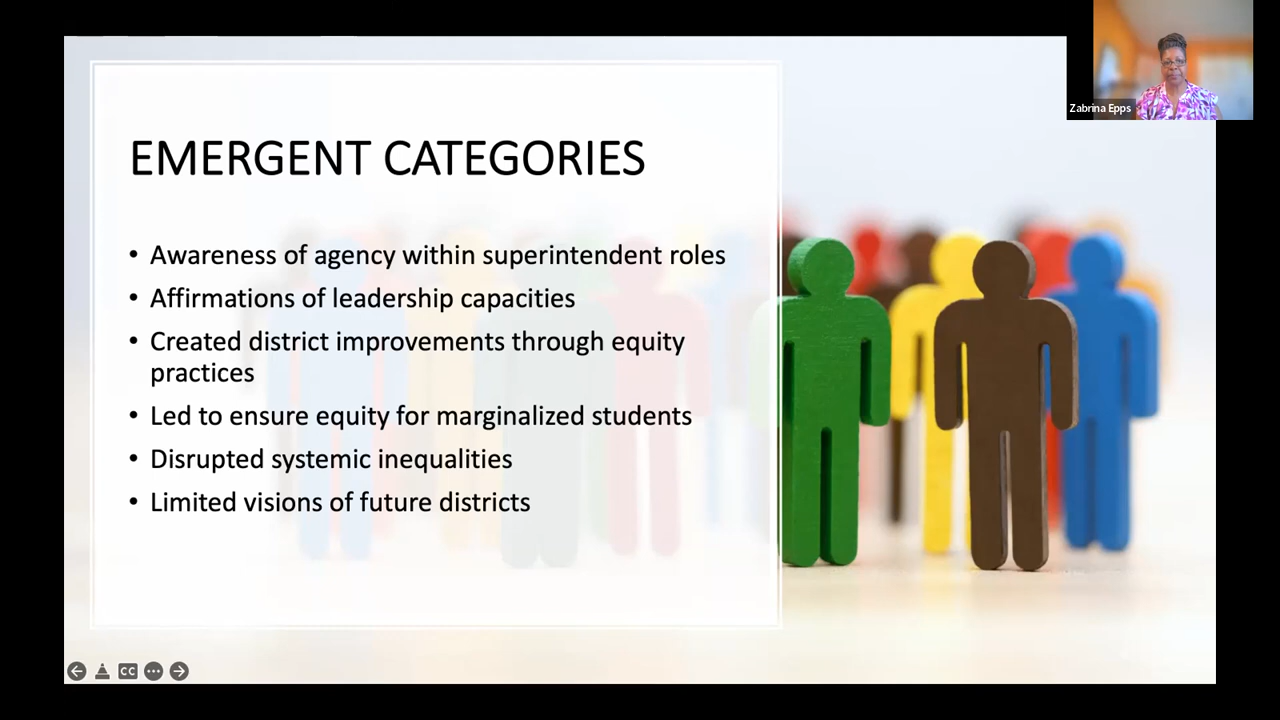 Zabrina Epps
EMERGENT CATEGORIES
• Awareness of agency within superintendent roles
• Affirmations of leadership capacities
• Created district improvements through equity
practices
• Led to ensure equity for marginalized students
• Disrupted systemic inequalities
• Limited visions of future districts
CC